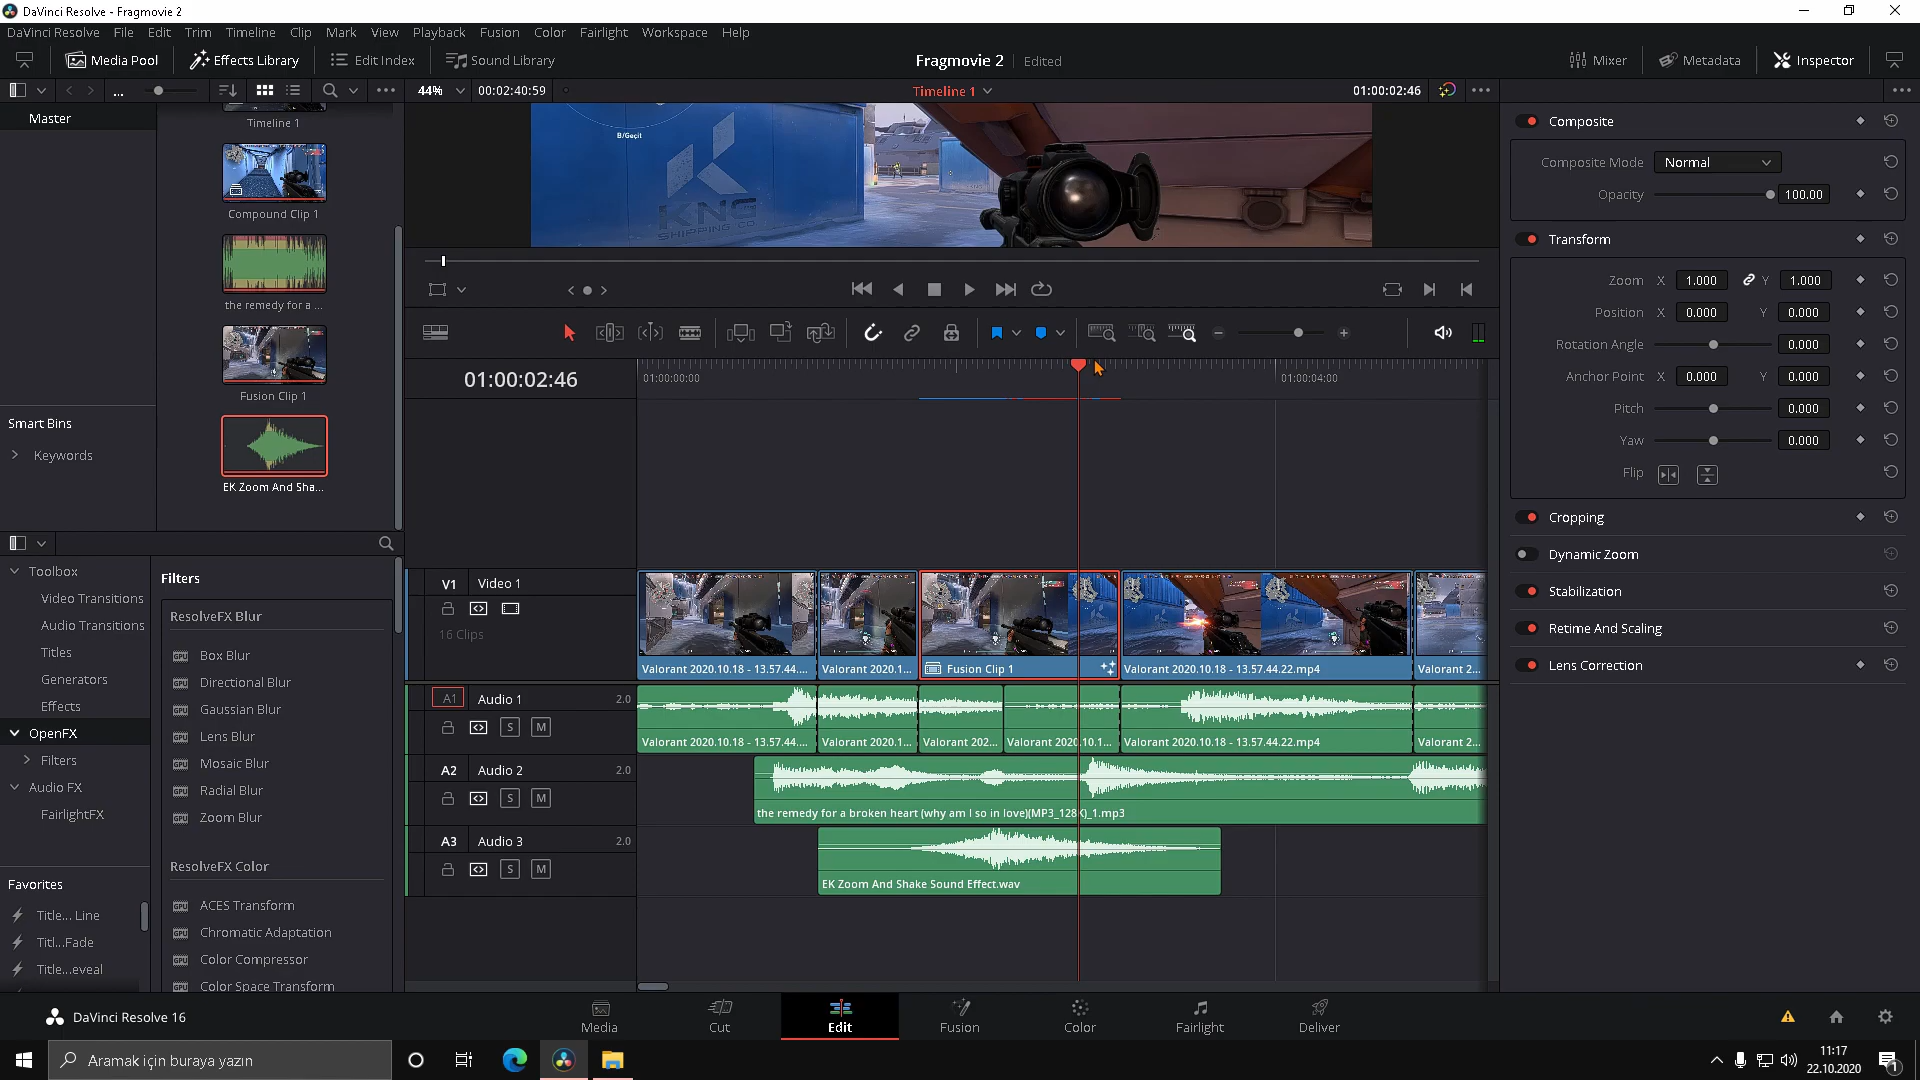 DaVinci Resolve - Fragmovie 2
DaVinci Resolve File Edit Trim Timeline Clip Mark View Playback Fusion Color Fairlight Workspace Help
Media Pool Effects Library Edit Index Sound Library Fragmovie 2 Edited Mixer Metadata Inspector
... 44% 00:02:40:59 Timeline 1 01:00:02:46
Master
Timeline 1
Compound Clip 1
the remedy for a ...
Fusion Clip 1
EK Zoom And Sha...
Smart Bins
Keywords
B/Geçit
KNG
SHIPPING CO.
Composite
Composite Mode Normal
Opacity 100.00
Transform
Zoom X 1.000 Y 1.000
Position X 0.000 Y 0.000
Rotation Angle 0.000
Anchor Point X 0.000 Y 0.000
Pitch 0.000
Yaw 0.000
Flip
Cropping
Dynamic Zoom
Stabilization
Retime And Scaling
Lens Correction
01:00:02:46
01:00:00:00
01:00:04:00
Toolbox
Video Transitions
Audio Transitions
Titles
Generators
Effects
OpenFX
Filters
Audio FX
FairlightFX
Favorites
Title... Line
Titl...Fade
Title...eveal
Filters
ResolveFX Blur
Box Blur
Directional Blur
Gaussian Blur
Lens Blur
Mosaic Blur
Radial Blur
Zoom Blur
ResolveFX Color
ACES Transform
Chromatic Adaptation
Color Compressor
Color Space Transform
V1 Video 1
16 Clips
Valorant 2020.10.18 - 13.57.44.... Valorant 2020.1... Fusion Clip 1 Valorant 2020.10.18 - 13.57.44.22.mp4 Valorant 2...
A1 Audio 1 2.0
S M
Valorant 2020.10.18 - 13.57.44.... Valorant 2020.1... Valorant 202... Valorant 2020.10.1... Valorant 2020.10.18 - 13.57.44.22.mp4 Valorant 2...
A2 Audio 2 2.0
S M
the remedy for a broken heart (why am I so in love)(MP3_128K)_1.mp3
A3 Audio 3 2.0
S M
EK Zoom And Shake Sound Effect.wav
DaVinci Resolve 16
Media Cut Edit Fusion Color Fairlight Deliver
Aramak için buraya yazın
11:17
22.10.2020
1